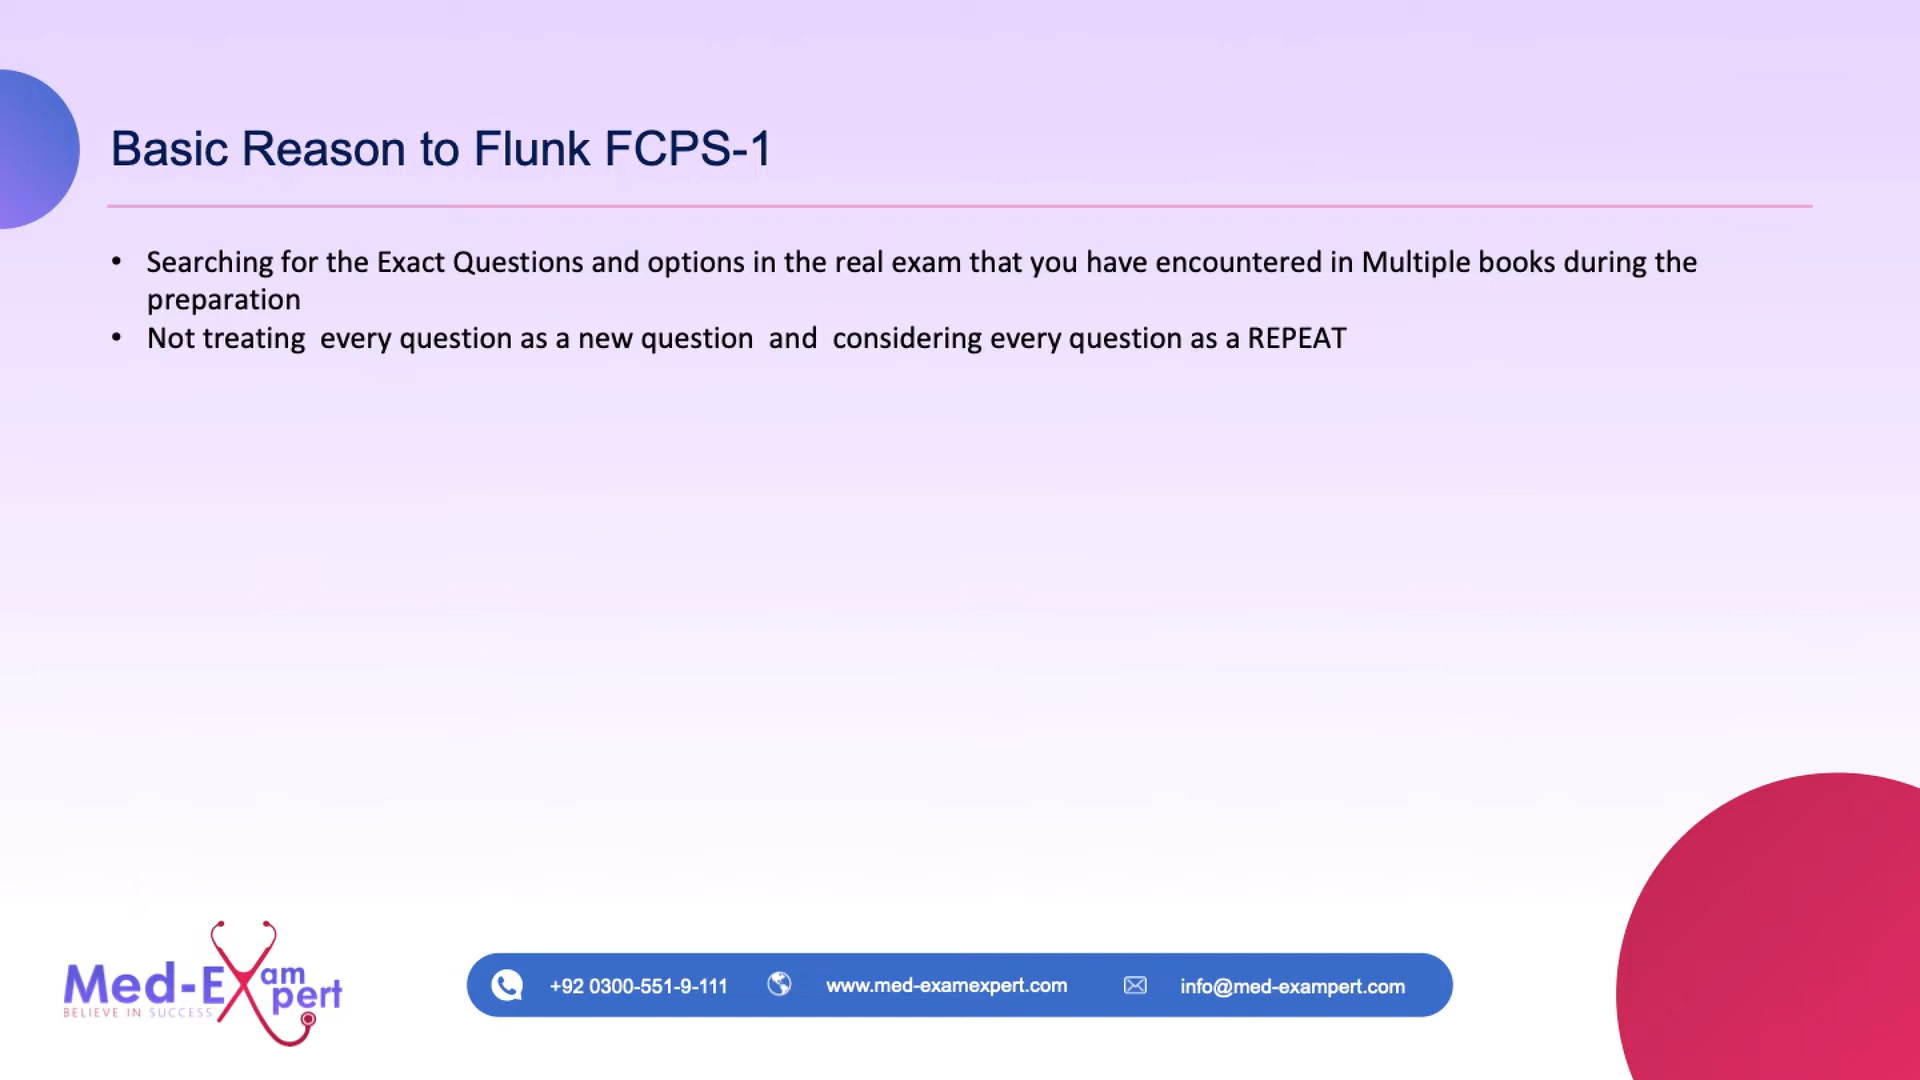 Basic Reason to Flunk FCPS-1
• Searching for the Exact Questions and options in the real exam that you have encountered in Multiple books during the
preparation
• Not treating  every question as a new question  and  considering every question as a REPEAT
Med-Exam
pert
BELIEVE IN SUCCESS
+92 0300-551-9-111
www.med-examexpert.com
info@med-exampert.com